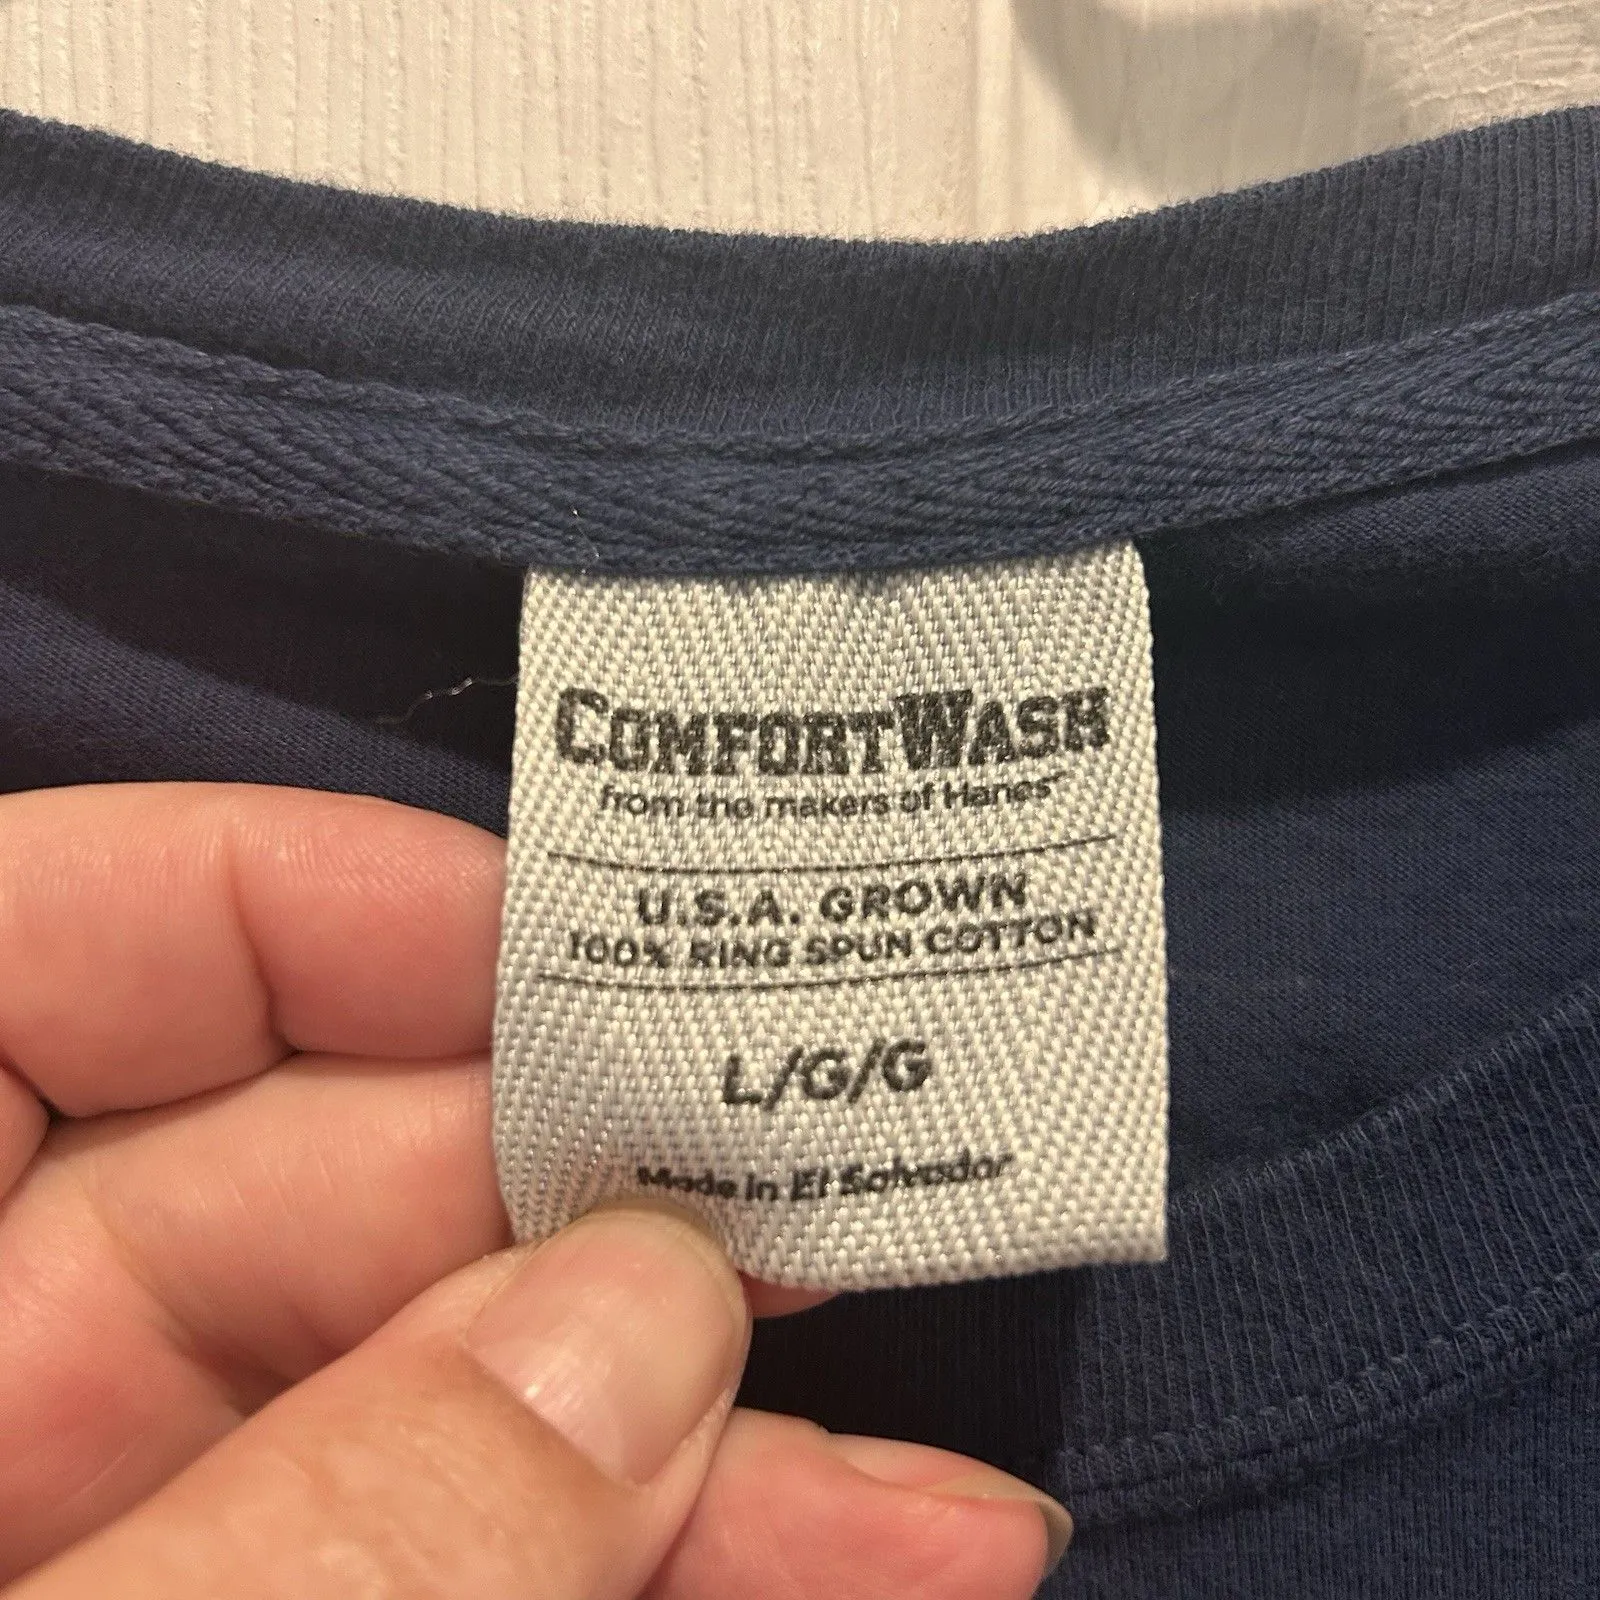 COMFORTWASH
from the makers of Hanes
U.S.A. GROWN
100% RING SPUN COTTON
L/G/G
Made in El Salvador